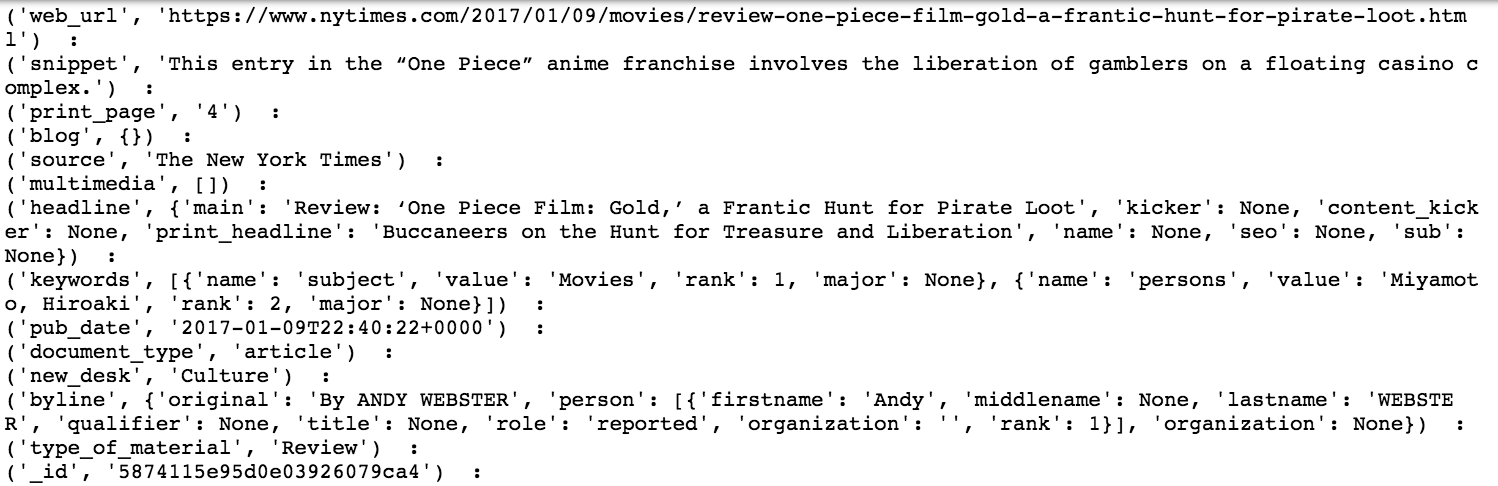 ('web_url', 'https://www.nytimes.com/2017/01/09/movies/review-one-piece-film-gold-a-frantic-hunt-for-pirate-loot.htm
l')  :
('snippet', 'This entry in the “One Piece” anime franchise involves the liberation of gamblers on a floating casino c
omplex.')  :
('print_page', '4')  :
('blog', {})  :
('source', 'The New York Times')  :
('multimedia', [])  :
('headline', {'main': 'Review: ‘One Piece Film: Gold,’ a Frantic Hunt for Pirate Loot', 'kicker': None, 'content_kick
er': None, 'print_headline': 'Buccaneers on the Hunt for Treasure and Liberation', 'name': None, 'seo': None, 'sub':
None})  :
('keywords', [{'name': 'subject', 'value': 'Movies', 'rank': 1, 'major': None}, {'name': 'persons', 'value': 'Miyamot
o, Hiroaki', 'rank': 2, 'major': None}])  :
('pub_date', '2017-01-09T22:40:22+0000')  :
('document_type', 'article')  :
('new_desk', 'Culture')  :
('byline', {'original': 'By ANDY WEBSTER', 'person': [{'firstname': 'Andy', 'middlename': None, 'lastname': 'WEBSTE
R', 'qualifier': None, 'title': None, 'role': 'reported', 'organization': '', 'rank': 1}], 'organization': None})  :
('type_of_material', 'Review')  :
('_id', '5874115e95d0e03926079ca4')  :